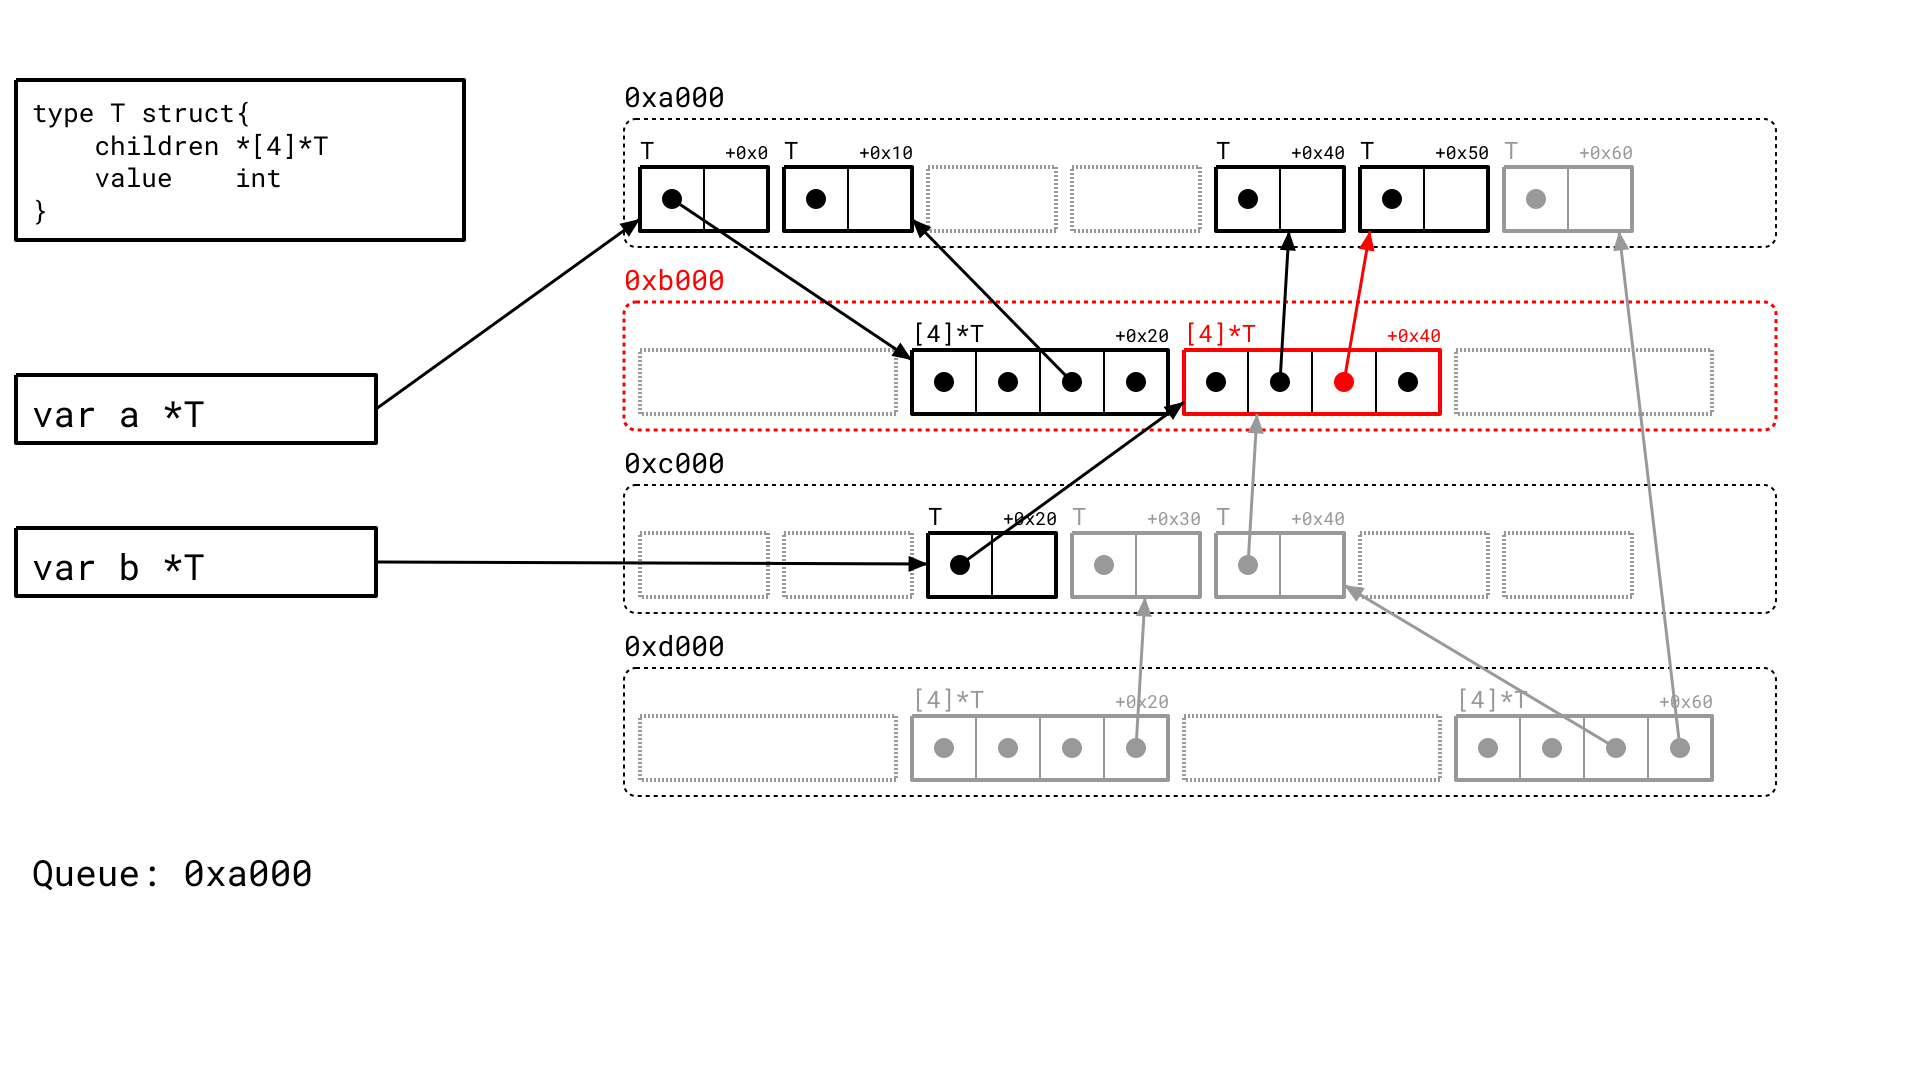 type T struct{
    children *[4]*T
    value    int
}
var a *T
var b *T
0xa000
T +0x0 T +0x10 T +0x40 T +0x50 T +0x60
0xb000
[4]*T +0x20 [4]*T +0x40
0xc000
T +0x20 T +0x30 T +0x40
0xd000
[4]*T +0x20 [4]*T +0x60
Queue: 0xa000